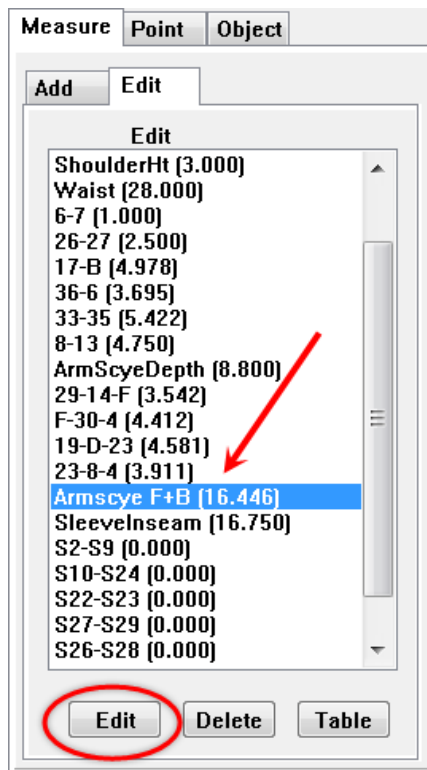 Measure Point Object
Add Edit
Edit
ShoulderHt (3.000)
Waist (28.000)
6-7 (1.000)
26-27 (2.500)
17-B (4.978)
36-6 (3.695)
33-35 (5.422)
8-13 (4.750)
ArmScyeDepth (8.800)
29-14-F (3.542)
F-30-4 (4.412)
19-D-23 (4.581)
23-8-4 (3.911)
Armscye F+B (16.446)
SleeveInseam (16.750)
S2-S9 (0.000)
S10-S24 (0.000)
S22-S23 (0.000)
S27-S29 (0.000)
S26-S28 (0.000)
Edit Delete Table